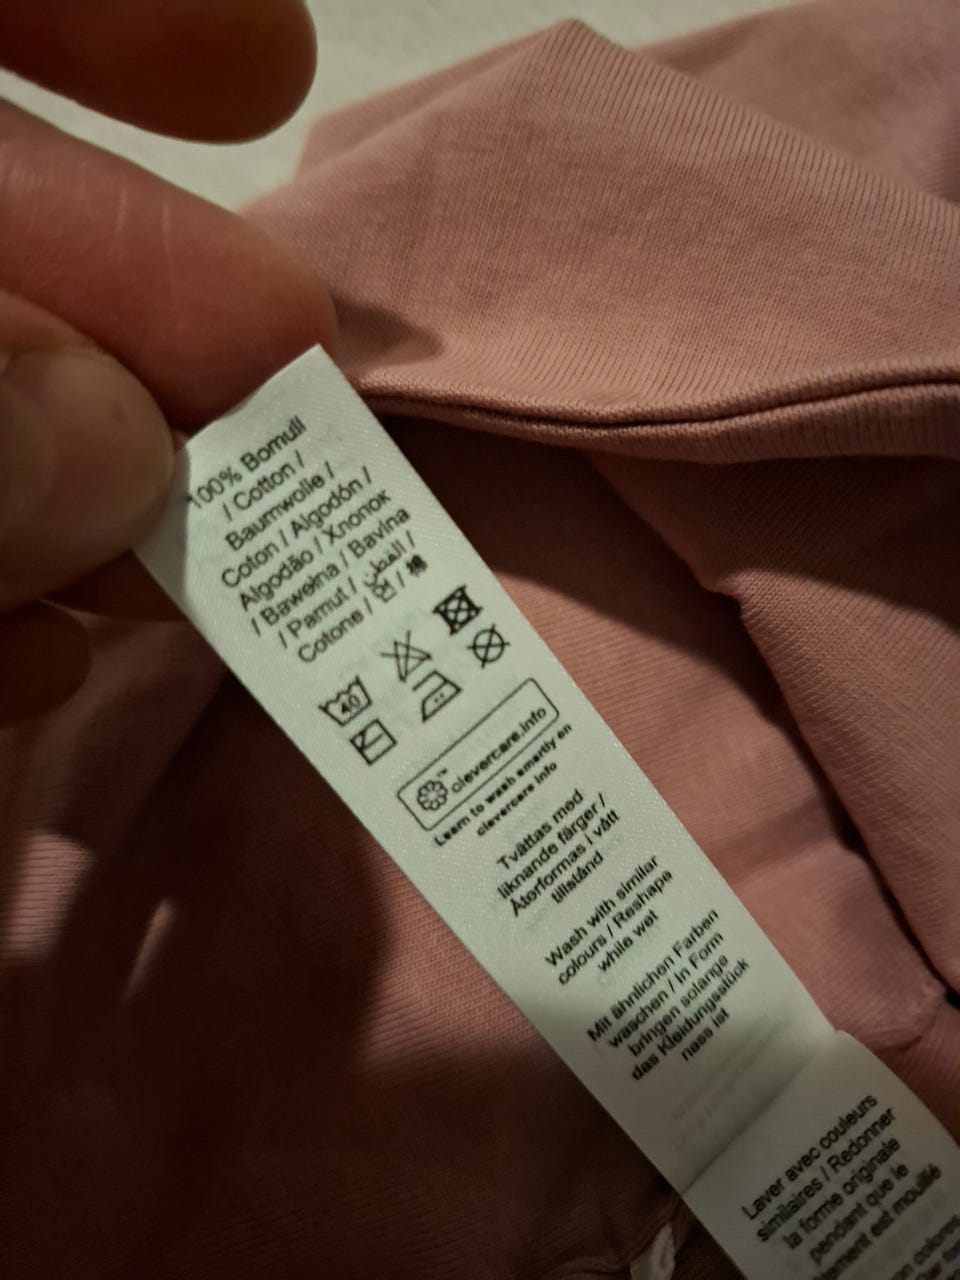 100% Bomull
/ Cotton /
Baumwolle /
Coton / Algodón /
Algodão / Хлопок
/ Bawełna / Bavlna
/ Pamut / القطن /
Cotone / 면 / 棉
40
clevercare.info
Learn to wash smartly on
clevercare info
Tvättas med
liknande färger /
Återformas i vått
tillstånd
Wash with similar
colours / Reshape
while wet
Mit ähnlichen Farben
waschen / In Form
bringen solange
das Kleidungsstück
nass ist
Laver avec couleurs
similaires / Redonner
la forme originale
pendant que le
est mouillé